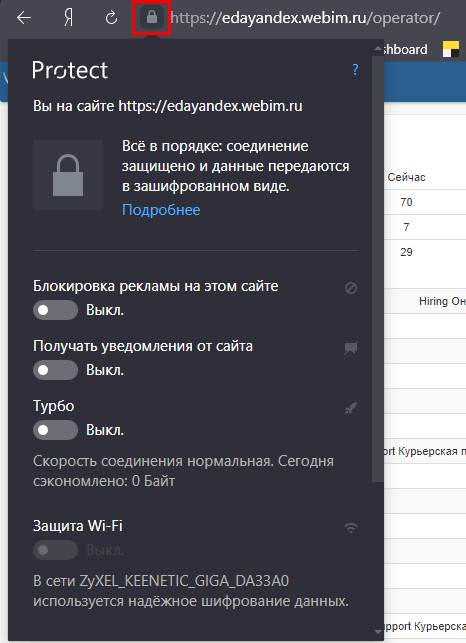 Я https://edayandex.webim.ru/operator/
shboard
Protect ?
Вы на сайте https://edayandex.webim.ru
Всё в порядке: соединение
защищено и данные передаются
в зашифрованном виде.
Подробнее
Блокировка рекламы на этом сайте
Выкл.
Получать уведомления от сайта
Выкл.
Турбо
Выкл.
Скорость соединения нормальная. Сегодня
сэкономлено: 0 Байт
Защита Wi-Fi
Выкл.
В сети ZyXEL_KEENETIC_GIGA_DA33A0
используется надёжное шифрование данных.
Сейчас
70
7
29
Hiring Он
ort Курьерская п
upport Курьерская